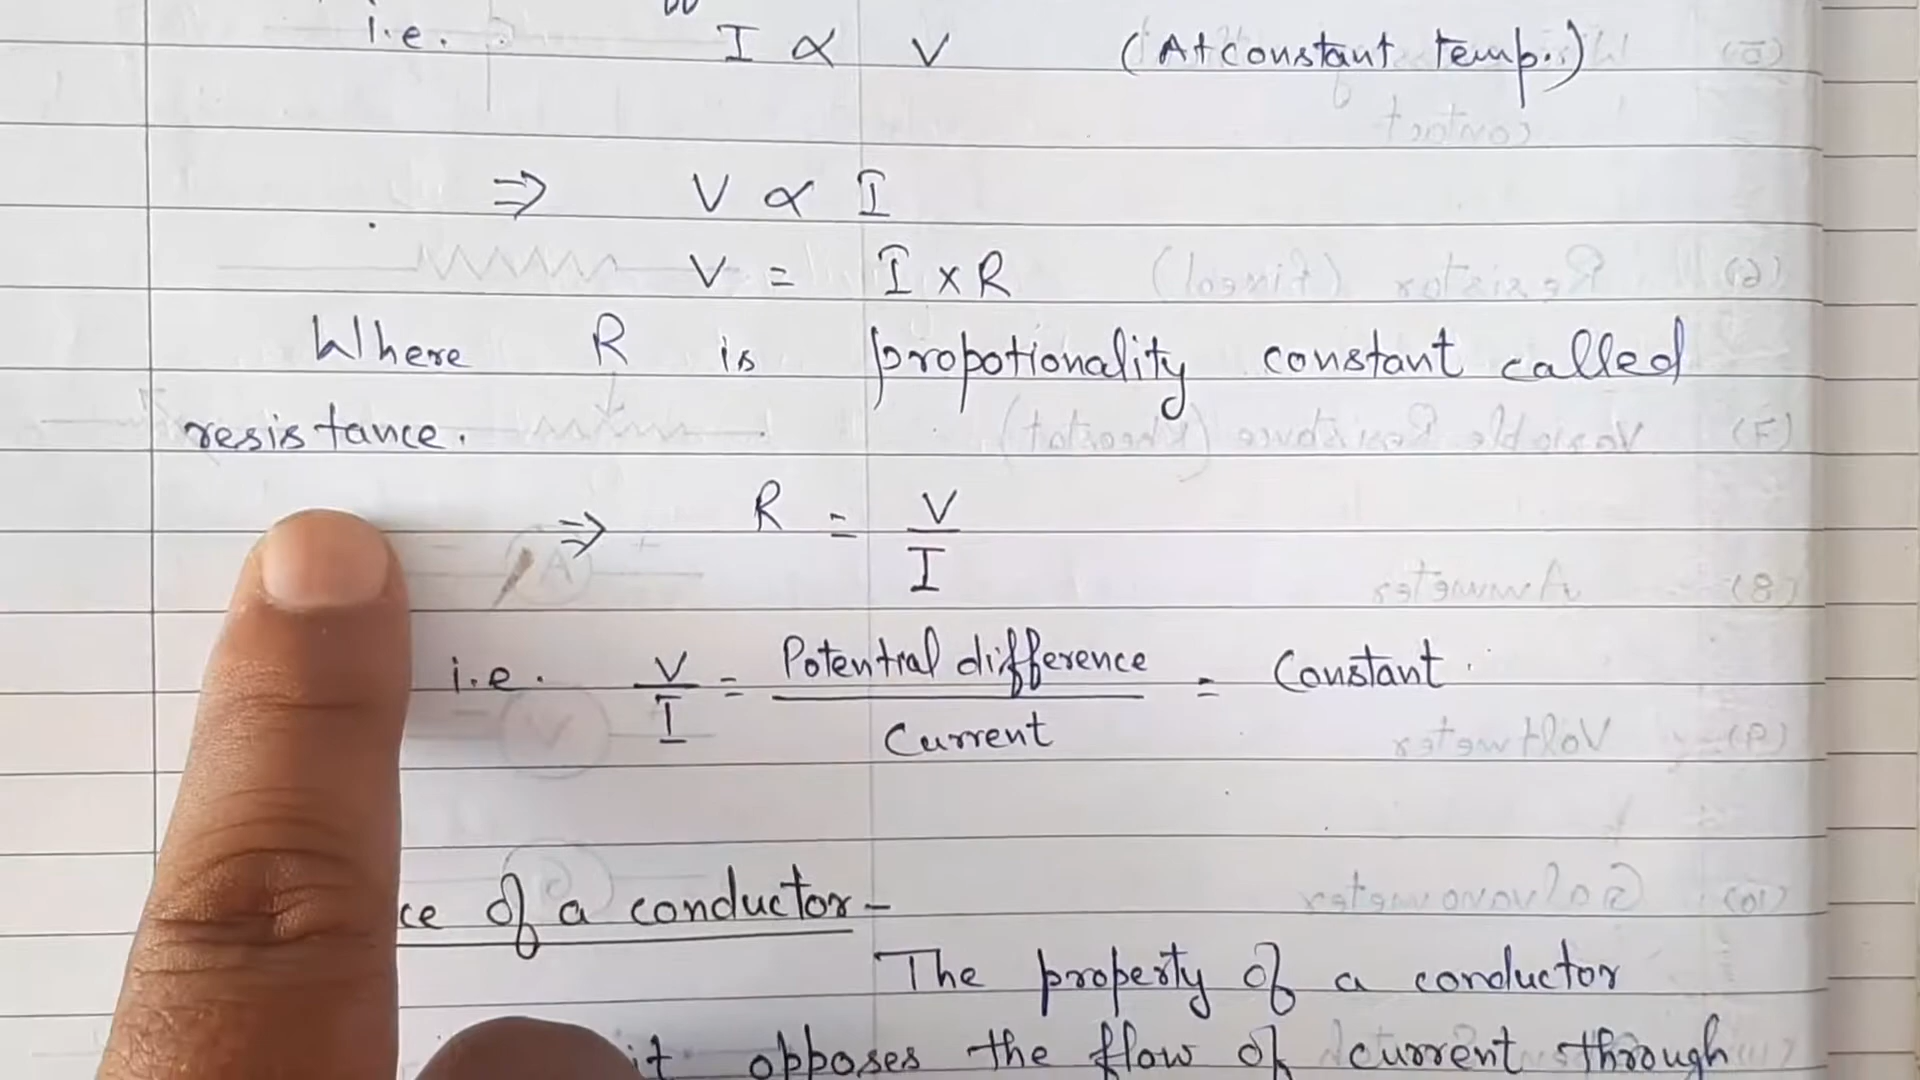 i.e. I ∝ V (At constant temp.)
⇒ V ∝ I
V = I × R
Where R is propotionality constant called
resistance.
⇒ R = V/I
i.e. V/I = Potential difference/Current = Constant.
ce of a conductor-
The property of a conductor
it opposes the flow of current through